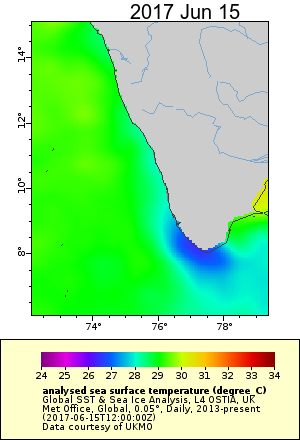 2017 Jun 15
14°
12°
10°
8°
74° 76° 78°
24 25 26 27 28 29 30 31 32 33 34
analysed sea surface temperature (degree_C)
Global SST & Sea Ice Analysis, L4 OSTIA, UK
Met Office, Global, 0.05°, Daily, 2013-present
(2017-06-15T12:00:00Z)
Data courtesy of UKMO